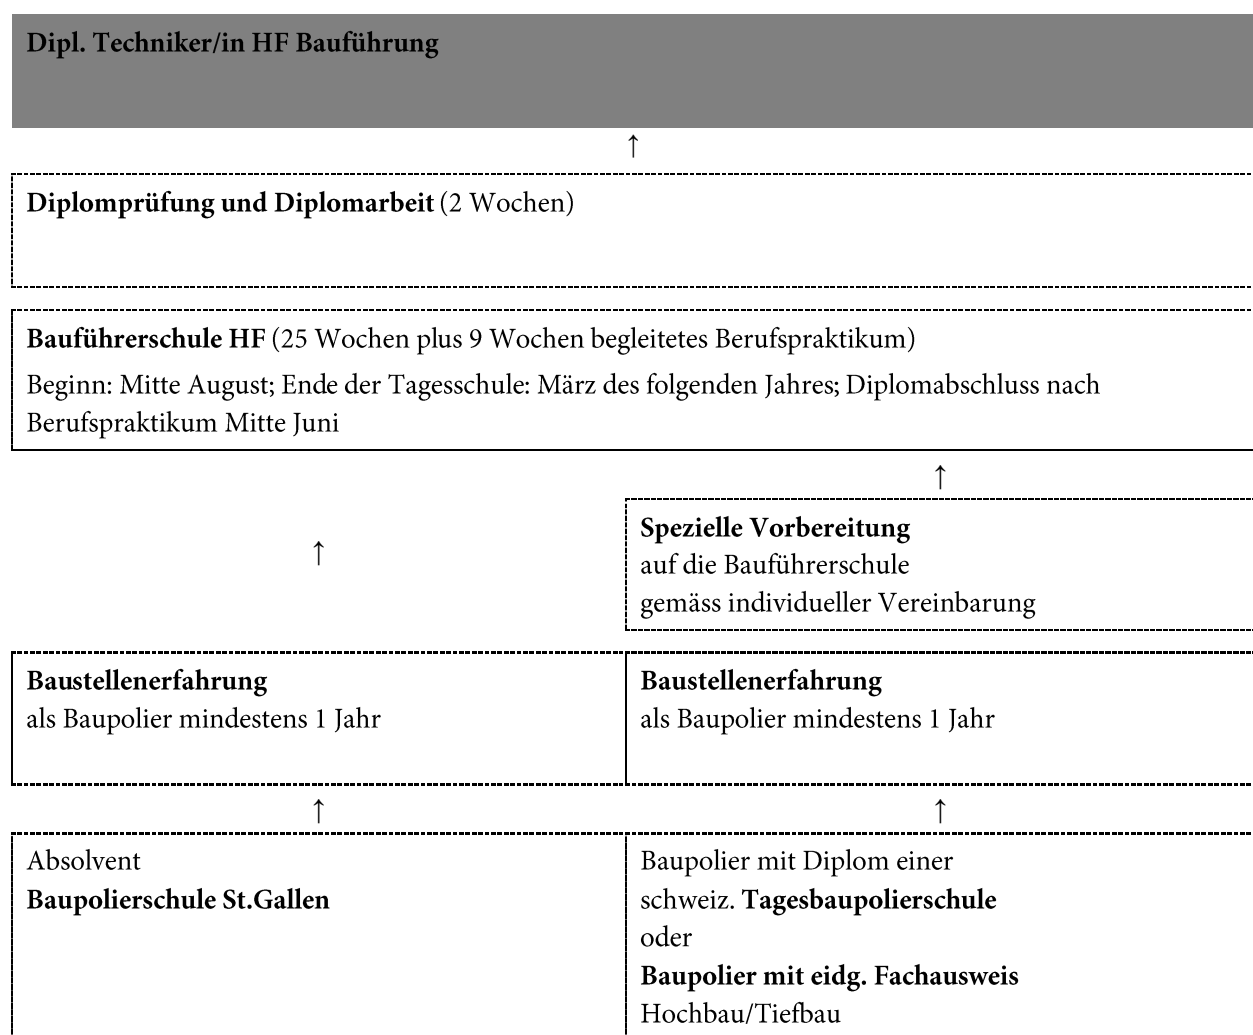 Dipl. Techniker/in HF Bauführung
↑
Diplomprüfung und Diplomarbeit (2 Wochen)
Bauführerschule HF (25 Wochen plus 9 Wochen begleitetes Berufspraktikum)
Beginn: Mitte August; Ende der Tagesschule: März des folgenden Jahres; Diplomabschluss nach
Berufspraktikum Mitte Juni
↑
↑
Spezielle Vorbereitung
auf die Bauführerschule
gemäss individueller Vereinbarung
Baustellenerfahrung
als Baupolier mindestens 1 Jahr
Baustellenerfahrung
als Baupolier mindestens 1 Jahr
↑
↑
Absolvent
Baupolierschule St.Gallen
Baupolier mit Diplom einer
schweiz. Tagesbaupolierschule
oder
Baupolier mit eidg. Fachausweis
Hochbau/Tiefbau